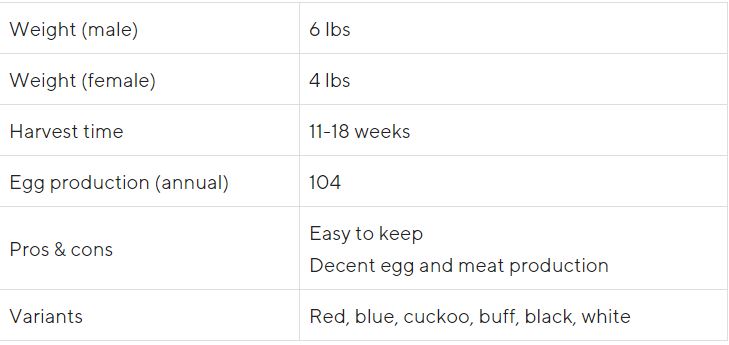 Weight (male) 6 lbs
Weight (female) 4 lbs
Harvest time 11-18 weeks
Egg production (annual) 104
Pros & cons Easy to keep
Decent egg and meat production
Variants Red, blue, cuckoo, buff, black, white